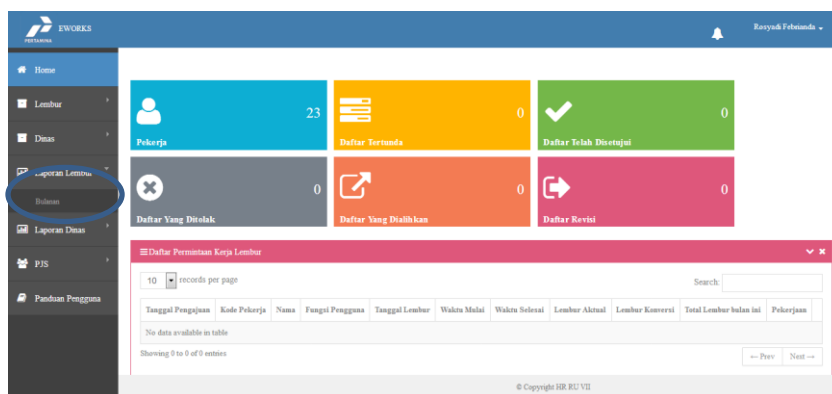 EWORKS
PERTAMINA
Rosyadi Febrianda
Home
Lembur
Dinas
Laporan Lembur
Bulanan
Laporan Dinas
PJS
Panduan Pengguna
23
Pekerja
0
Daftar Tertunda
0
Daftar Telah Disetujui
0
Daftar Yang Ditolak
0
Daftar Yang Dialihkan
0
Daftar Revisi
Daftar Permintaan Kerja Lembur
10 records per page
Search:
Tanggal Pengajuan Kode Pekerja Nama Fungsi Pengguna Tanggal Lembur Waktu Mulai Waktu Selesai Lembur Aktual Lembur Konversi Total Lembur bulan ini Pekerjaan
No data available in table
Showing 0 to 0 of 0 entries
← Prev Next →
© Copyright HR RU VII